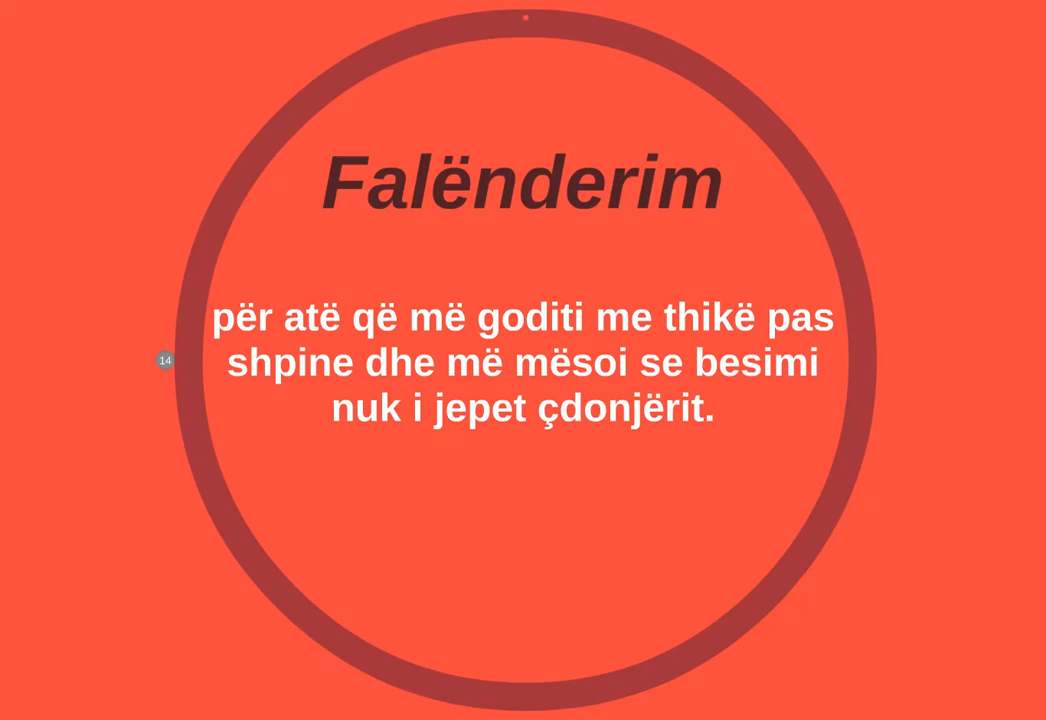 Falënderim
për atë që më goditi me thikë pas
shpine dhe më mësoi se besimi
nuk i jepet çdonjërit.
14